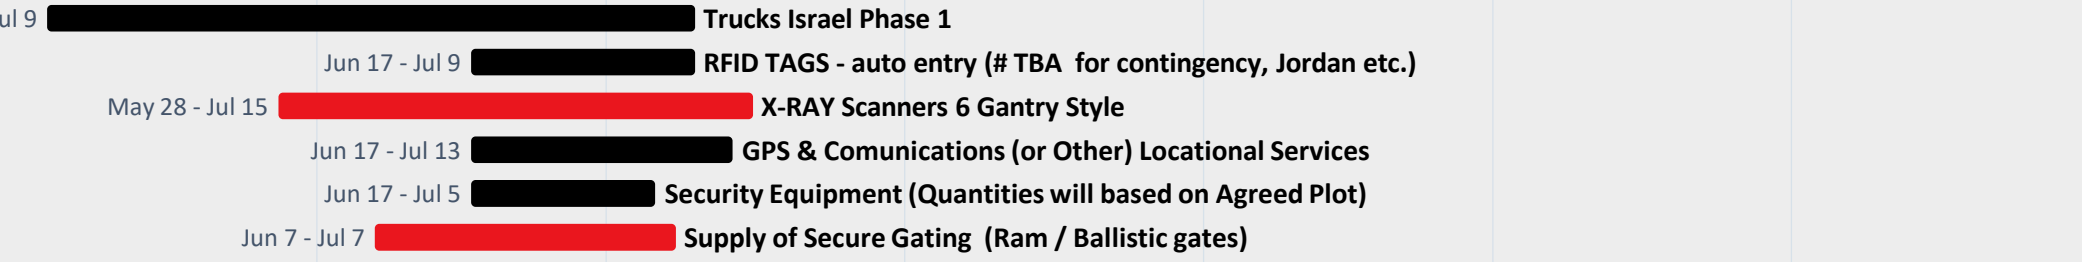 ul 9 Trucks Israel Phase 1
Jun 17 - Jul 9 RFID TAGS - auto entry (# TBA  for contingency, Jordan etc.)
May 28 - Jul 15 X-RAY Scanners 6 Gantry Style
Jun 17 - Jul 13 GPS & Comunications (or Other) Locational Services
Jun 17 - Jul 5 Security Equipment (Quantities will based on Agreed Plot)
Jun 7 - Jul 7 Supply of Secure Gating  (Ram / Ballistic gates)